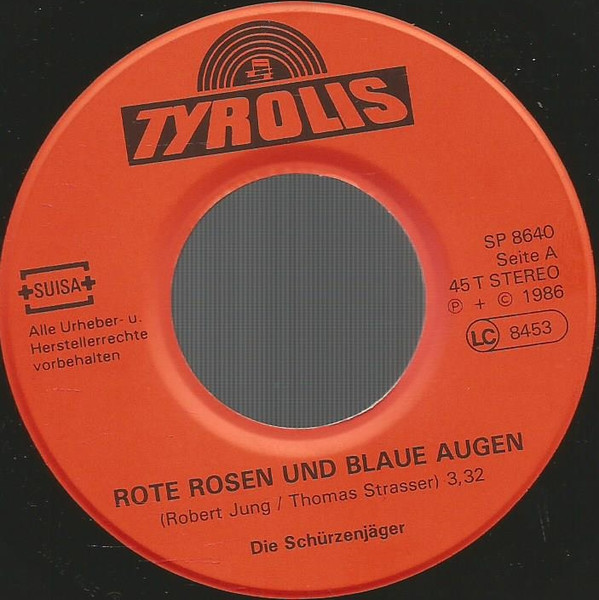 TYROLIS
SP 8640
Seite A
45 T STEREO
Ⓟ + © 1986
LC 8453
SUISA
Alle Urheber- u.
Herstellerrechte
vorbehalten
ROTE ROSEN UND BLAUE AUGEN
(Robert Jung / Thomas Strasser) 3,32
Die Schürzenjäger